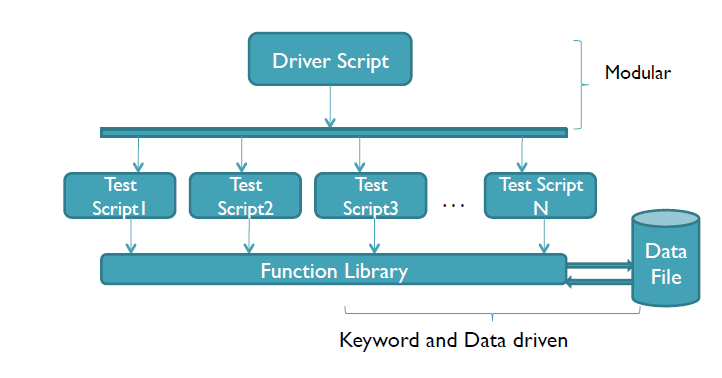 Driver Script
Modular
Test
Script1
Test
Script2
Test
Script3
...
Test Script
N
Function Library
Data
File
Keyword and Data driven